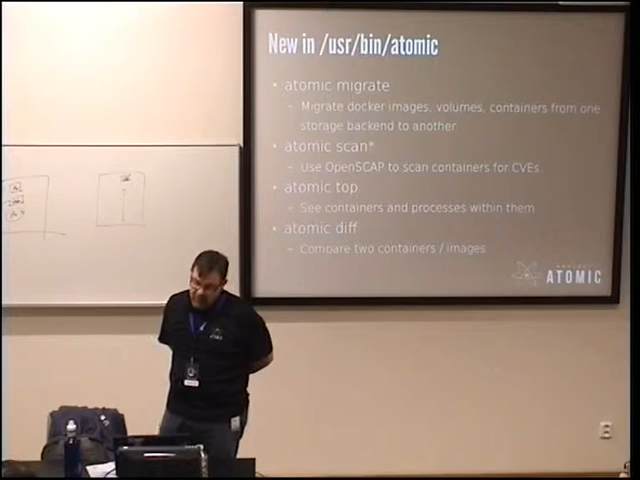 New in /usr/bin/atomic
• atomic migrate
– Migrate docker images, volumes, containers from one
storage backend to another
• atomic scan*
– Use OpenSCAP to scan containers for CVEs
• atomic top
– See containers and processes within them
• atomic diff
– Compare two containers / images
PROJECT
ATOMIC